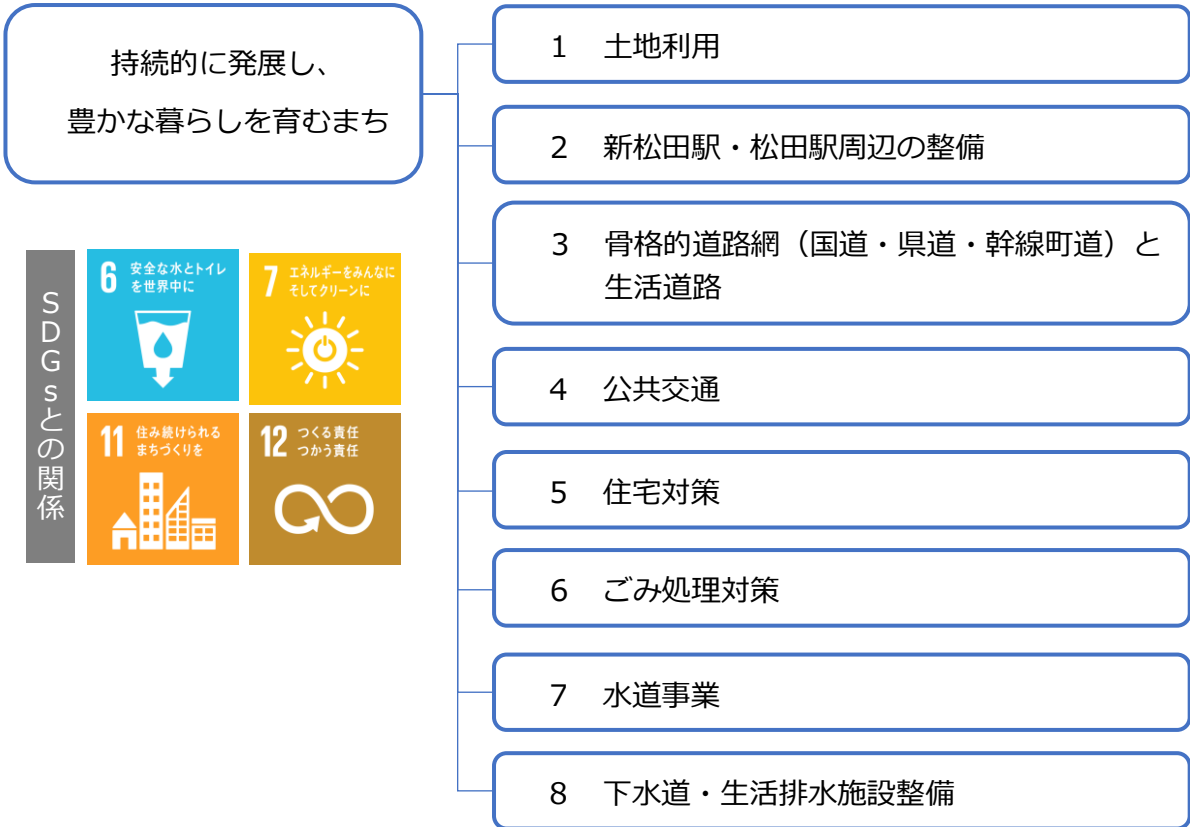 持続的に発展し、
豊かな暮らしを育むまち
SDGsとの関係
6 安全な水とトイレ
を世界中に
7 エネルギーをみんなに
そしてクリーンに
11 住み続けられる
まちづくりを
12 つくる責任
つかう責任
1 土地利用
2 新松田駅・松田駅周辺の整備
3 骨格的道路網（国道・県道・幹線町道）と
生活道路
4 公共交通
5 住宅対策
6 ごみ処理対策
7 水道事業
8 下水道・生活排水施設整備